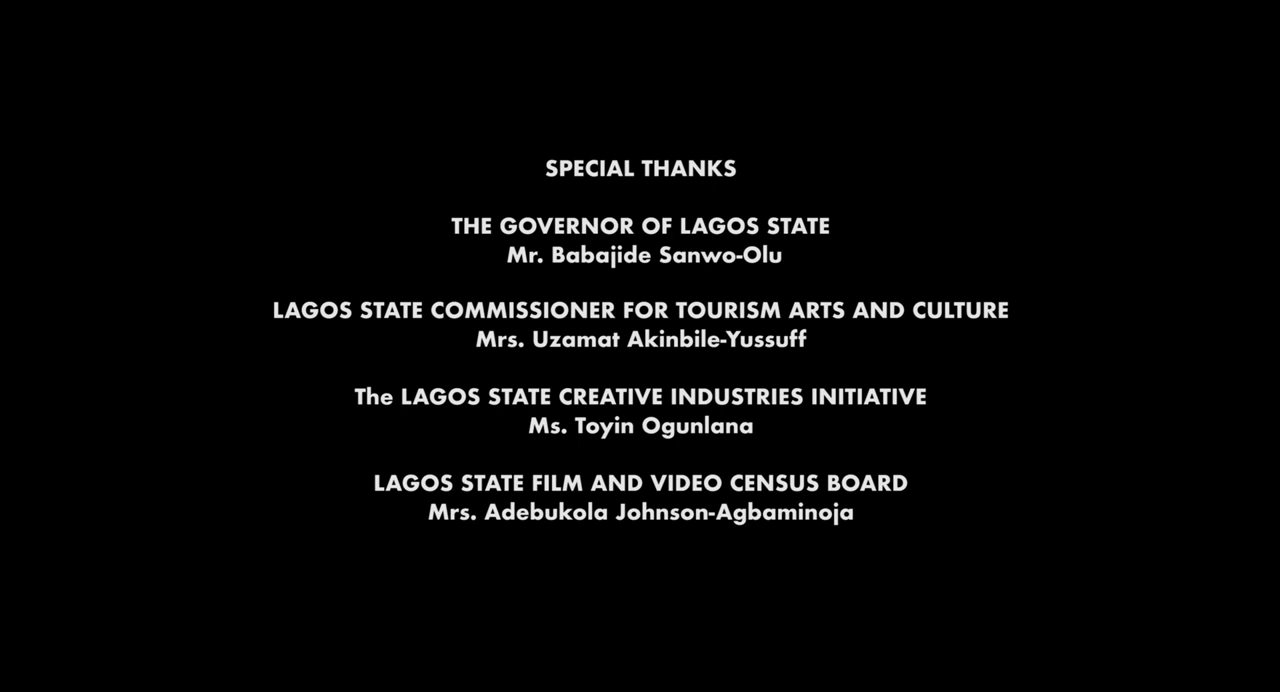 SPECIAL THANKS
THE GOVERNOR OF LAGOS STATE
Mr. Babajide Sanwo-Olu
LAGOS STATE COMMISSIONER FOR TOURISM ARTS AND CULTURE
Mrs. Uzamat Akinbile-Yussuff
The LAGOS STATE CREATIVE INDUSTRIES INITIATIVE
Ms. Toyin Ogunlana
LAGOS STATE FILM AND VIDEO CENSUS BOARD
Mrs. Adebukola Johnson-Agbaminoja